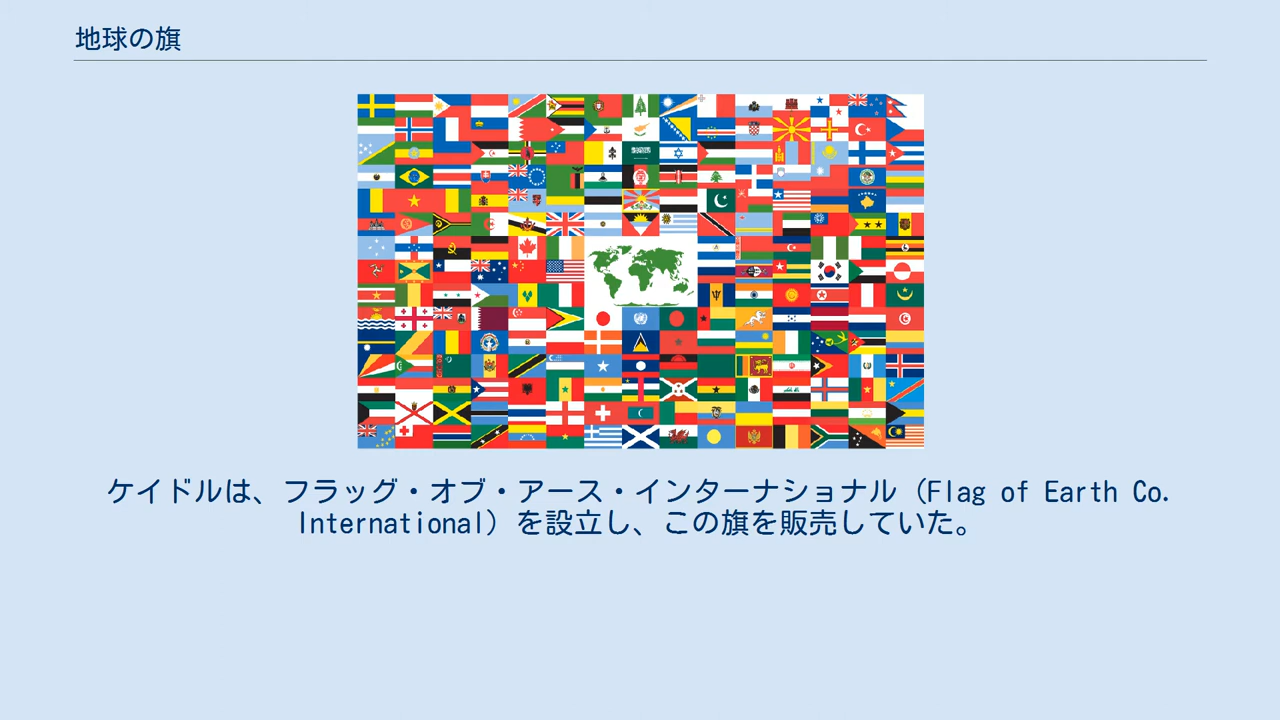 地球の旗
ケイドルは、フラッグ・オブ・アース・インターナショナル（Flag of Earth Co.
International）を設立し、この旗を販売していた。